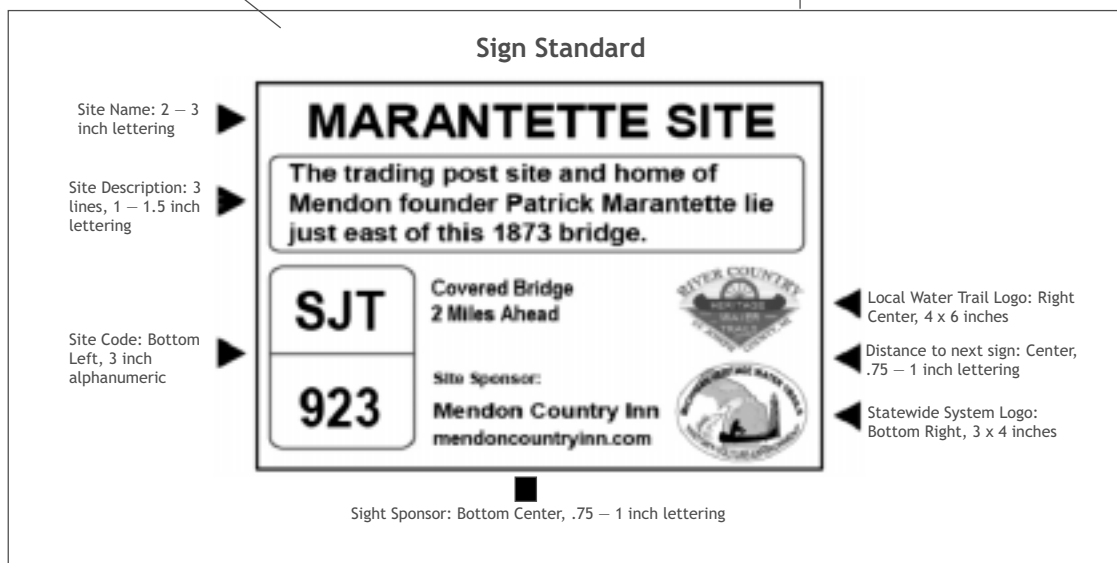 Sign Standard
Site Name: 2 — 3
inch lettering
MARANTETTE SITE
Site Description: 3
lines, 1 — 1.5 inch
lettering
The trading post site and home of
Mendon founder Patrick Marantette lie
just east of this 1873 bridge.
Site Code: Bottom
Left, 3 inch
alphanumeric
SJT
923
Covered Bridge
2 Miles Ahead
Site Sponsor:
Mendon Country Inn
mendoncountryinn.com
RIVER COUNTRY
HERITAGE
WATER
TRAILS
Local Water Trail Logo: Right
Center, 4 x 6 inches
Distance to next sign: Center,
.75 — 1 inch lettering
Statewide System Logo:
Bottom Right, 3 x 4 inches
Sight Sponsor: Bottom Center, .75 — 1 inch lettering